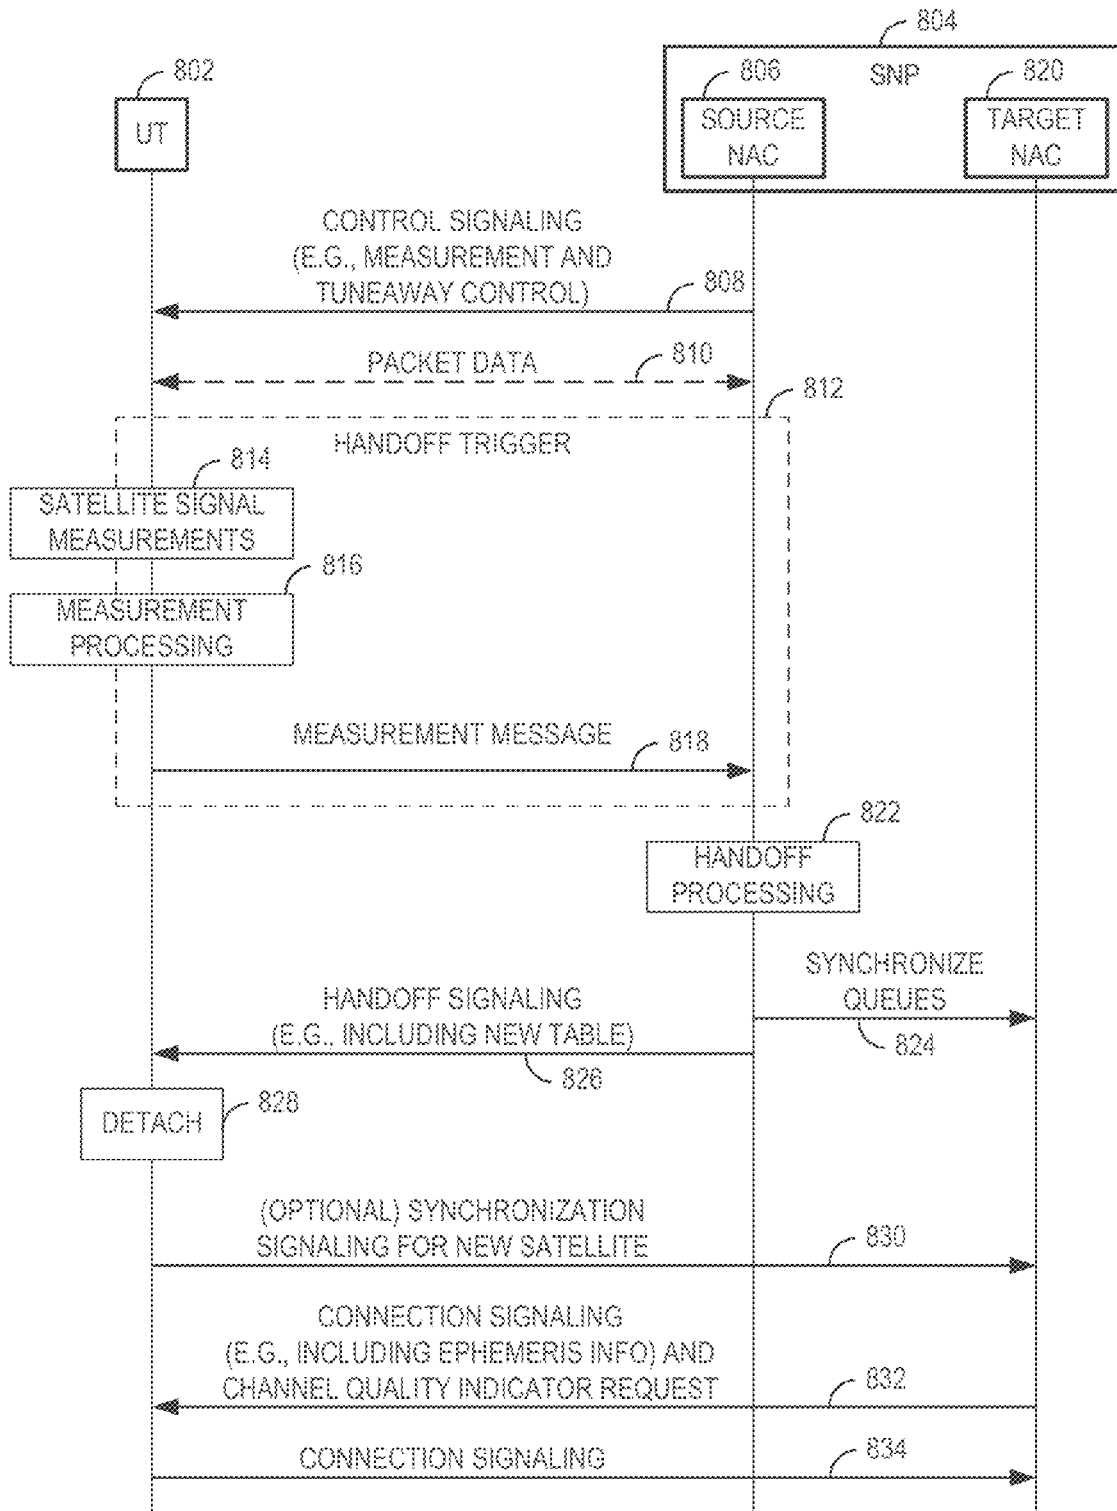 804
802
SNP
806
820
UT
SOURCE
NAC
TARGET
NAC
CONTROL SIGNALING
(E.G., MEASUREMENT AND
TUNEAWAY CONTROL)
808
PACKET DATA
810
812
HANDOFF TRIGGER
814
SATELLITE SIGNAL
MEASUREMENTS
816
MEASUREMENT
PROCESSING
MEASUREMENT MESSAGE
818
822
HANDOFF
PROCESSING
SYNCHRONIZE
QUEUES
824
HANDOFF SIGNALING
(E.G., INCLUDING NEW TABLE)
826
DETACH
828
(OPTIONAL) SYNCHRONIZATION
SIGNALING FOR NEW SATELLITE
830
CONNECTION SIGNALING
(E.G., INCLUDING EPHEMERIS INFO) AND
CHANNEL QUALITY INDICATOR REQUEST
832
CONNECTION SIGNALING
834